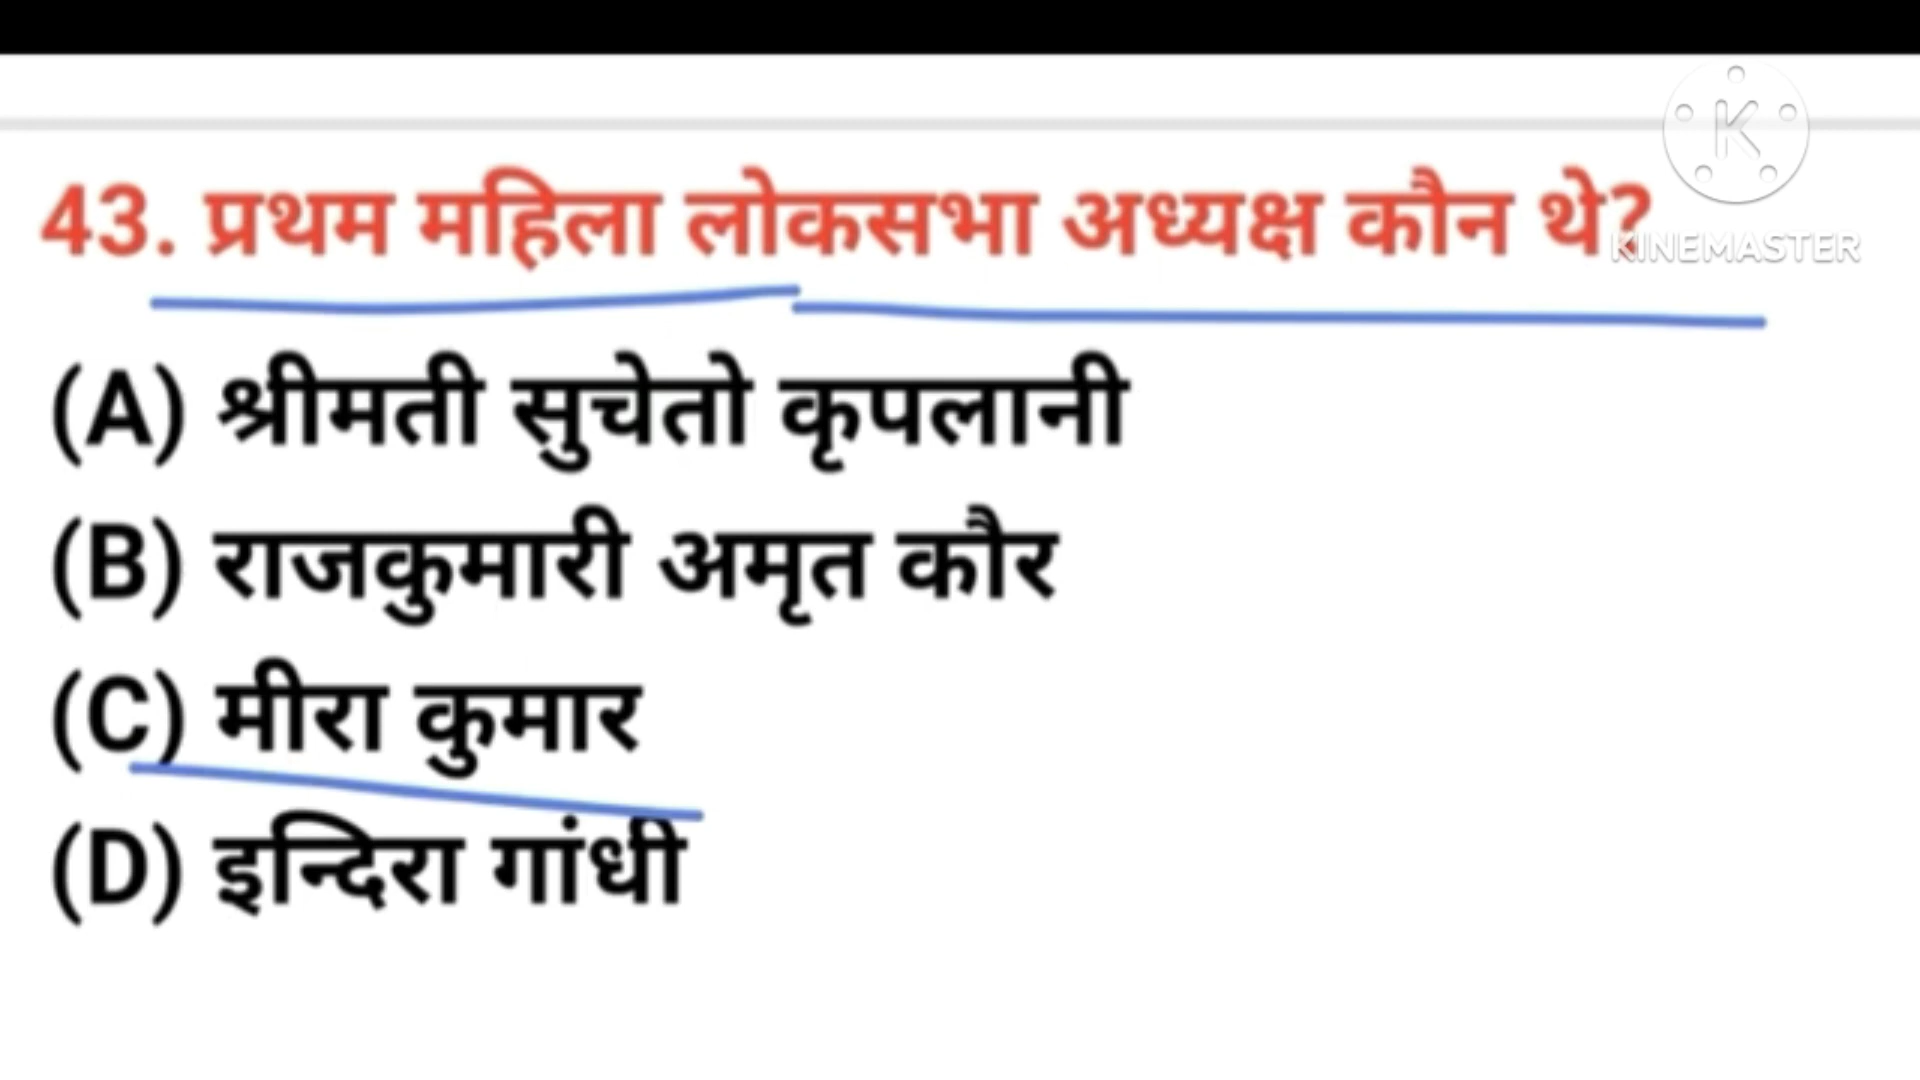 43. प्रथम महिला लोकसभा अध्यक्ष कौन थे?
KINEMASTER
(A) श्रीमती सुचेतो कृपलानी
(B) राजकुमारी अमृत कौर
(C) मीरा कुमार
(D) इन्दिरा गांधी